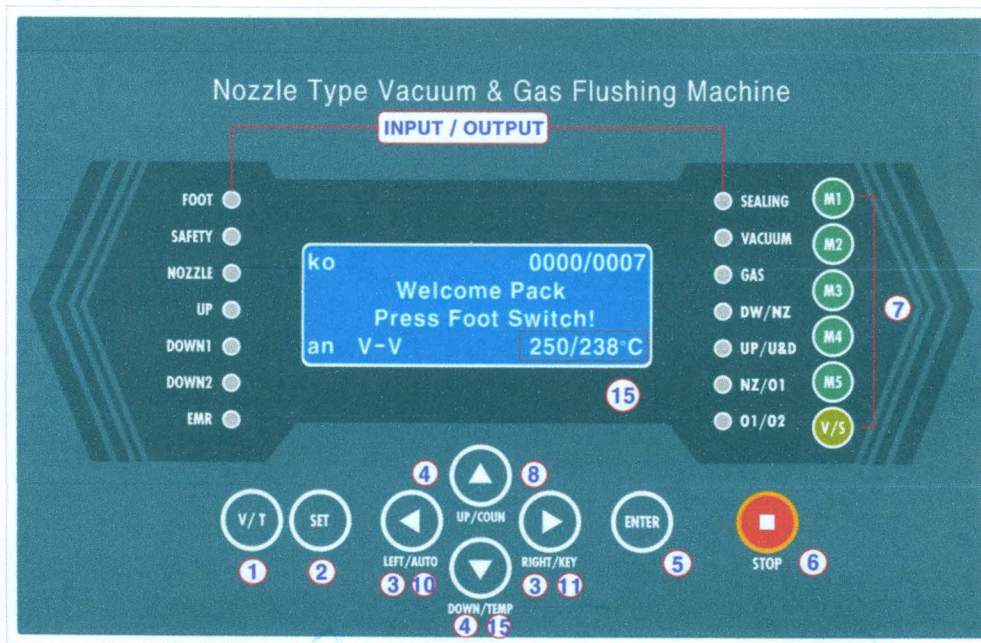 Nozzle Type Vacuum & Gas Flushing Machine
INPUT / OUTPUT
FOOT
SAFETY
NOZZLE
UP
DOWN1
DOWN2
EMR
ko 0000/0007
Welcome Pack
Press Foot Switch!
an V-V 250/238°C
15
SEALING
VACUUM
GAS
DW/NZ
UP/U&D
NZ/01
01/02
M1
M2
M3
M4
M5
V/S
7
V/T
1
SET
2
4 8
UP/COUN
LEFT/AUTO
3 10
RIGHT/KEY
3 11
DOWN/TEMP
4 15
ENTER
5
STOP
6